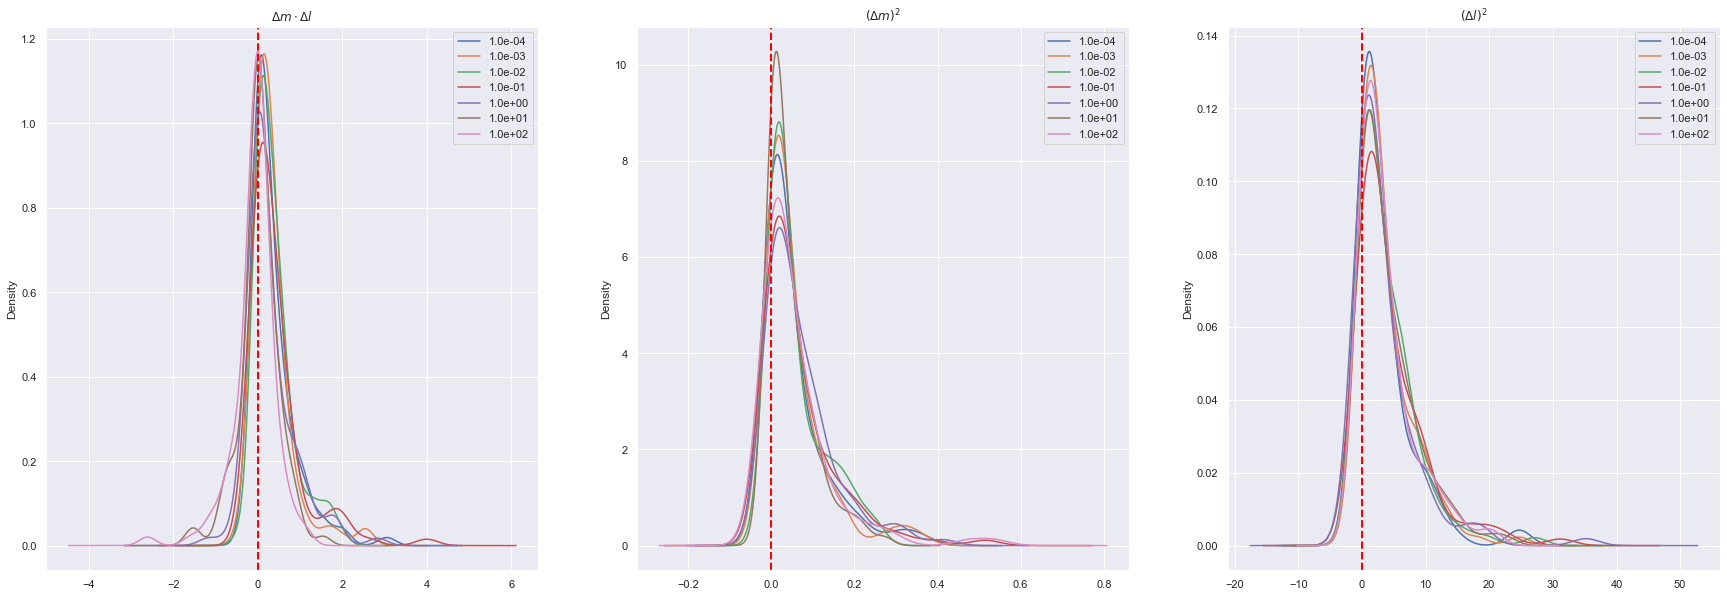 Δm · Δl
Density
1.2
1.0
0.8
0.6
0.4
0.2
0.0
−4
−2
0
2
4
6
1.0e-04
1.0e-03
1.0e-02
1.0e-01
1.0e+00
1.0e+01
1.0e+02
(Δm)²
Density
10
8
6
4
2
0
−0.2
0.0
0.2
0.4
0.6
0.8
1.0e-04
1.0e-03
1.0e-02
1.0e-01
1.0e+00
1.0e+01
1.0e+02
(Δl)²
Density
0.14
0.12
0.10
0.08
0.06
0.04
0.02
0.00
−20
−10
0
10
20
30
40
50
1.0e-04
1.0e-03
1.0e-02
1.0e-01
1.0e+00
1.0e+01
1.0e+02